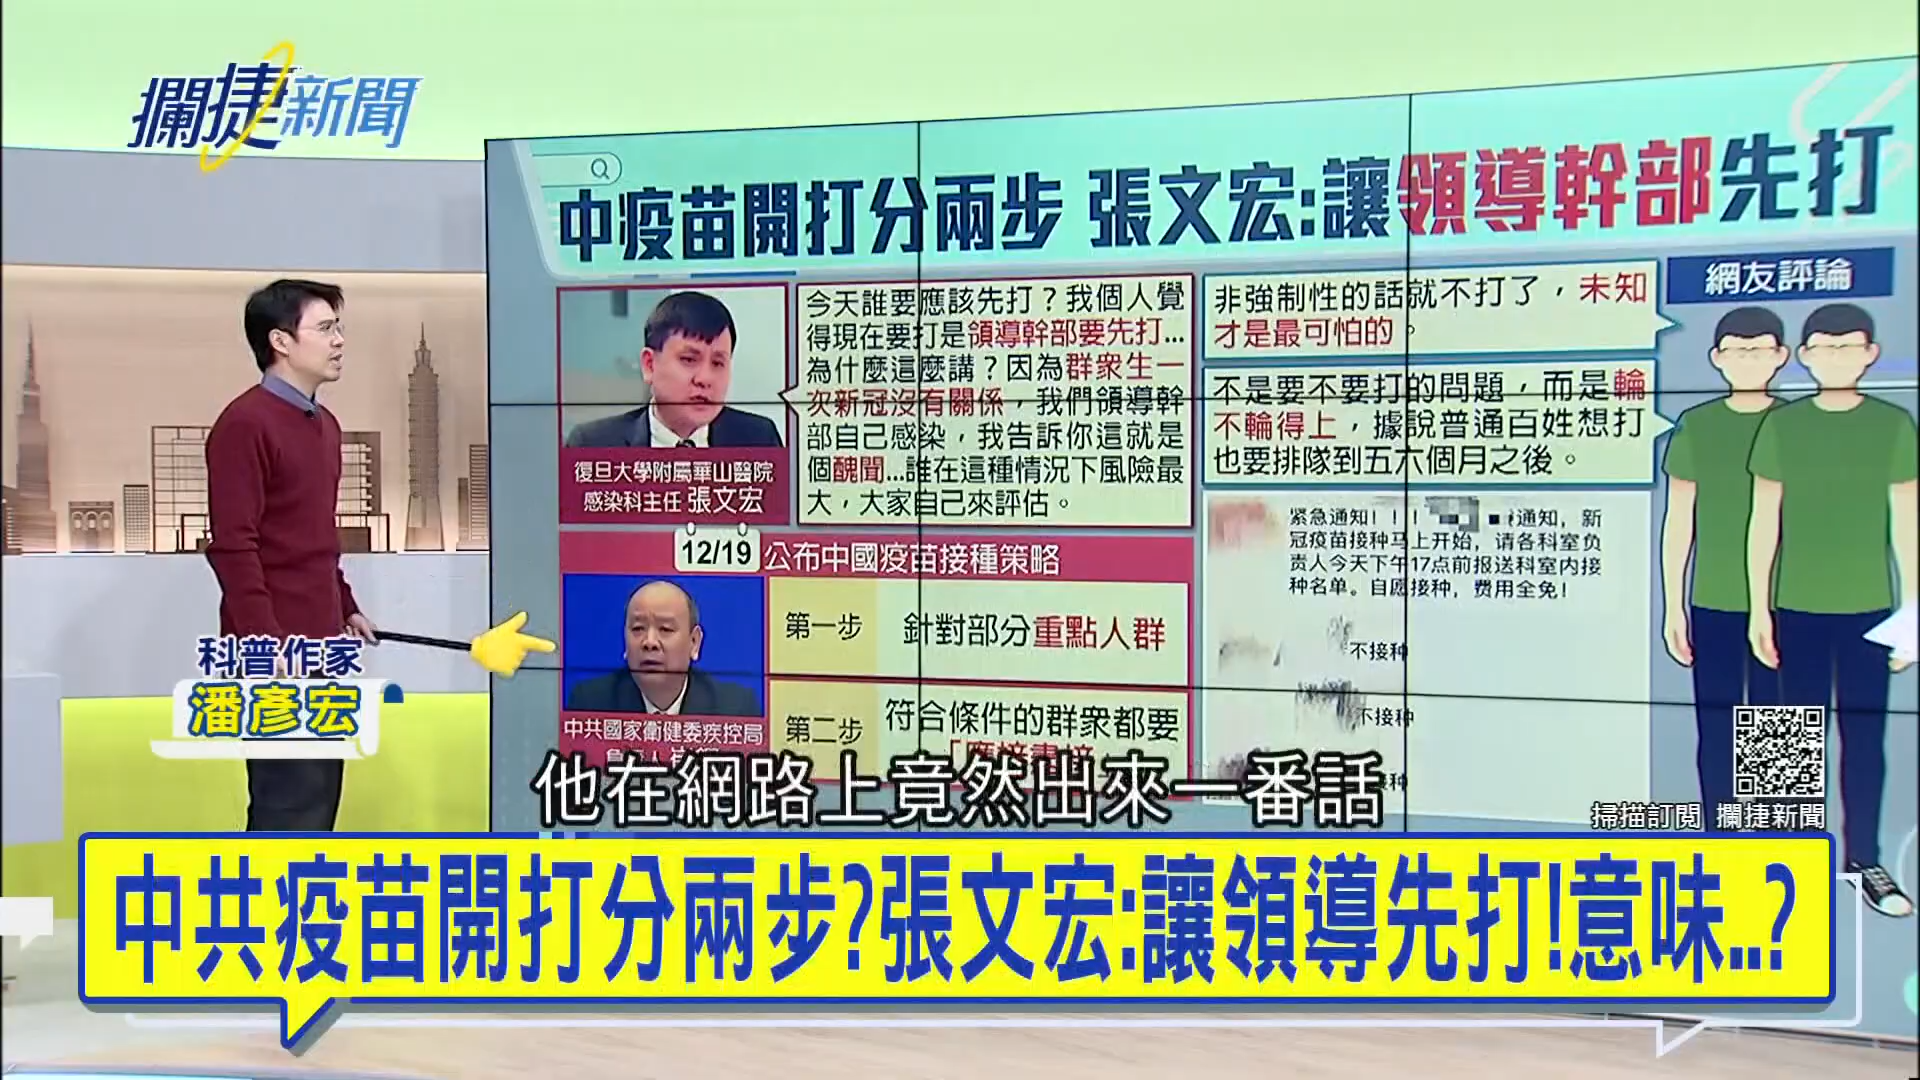 攔捷新聞
中疫苗開打分兩步 張文宏:讓領導幹部先打
今天誰要應該先打？我個人覺
得現在要打是領導幹部要先打...
為什麼這麼講？因為群眾生一
次新冠沒有關係，我們領導幹
部自己感染，我告訴你這就是
個醜聞...誰在這種情況下風險最
大，大家自己來評估。
復旦大學附屬華山醫院
感染科主任 張文宏
網友評論
非強制性的話就不打了，未知
才是最可怕的。
不是要不要打的問題，而是輪
不輪得上，據說普通百姓想打
也要排隊到五六個月之後。
12/19 公布中國疫苗接種策略
第一步 針對部分重點人群
第二步 符合條件的群眾都要
中共國家衛健委疾控局
紧急通知！！！通知，新
冠疫苗接种马上开始，请各科室负
责人今天下午17点前报送科室内接
种名单。自愿接种，费用全免！
不接种
不接种
接种
科普作家
潘彥宏
他在網路上竟然出來一番話
掃描訂閱 攔捷新聞
中共疫苗開打分兩步?張文宏:讓領導先打!意味..?